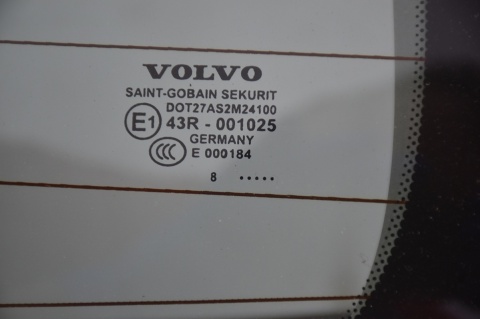 VOLVO
SAINT-GOBAIN SEKURIT
DOT27AS2M24100
E1 43R - 001025
GERMANY
CCC E 000184
8 .....